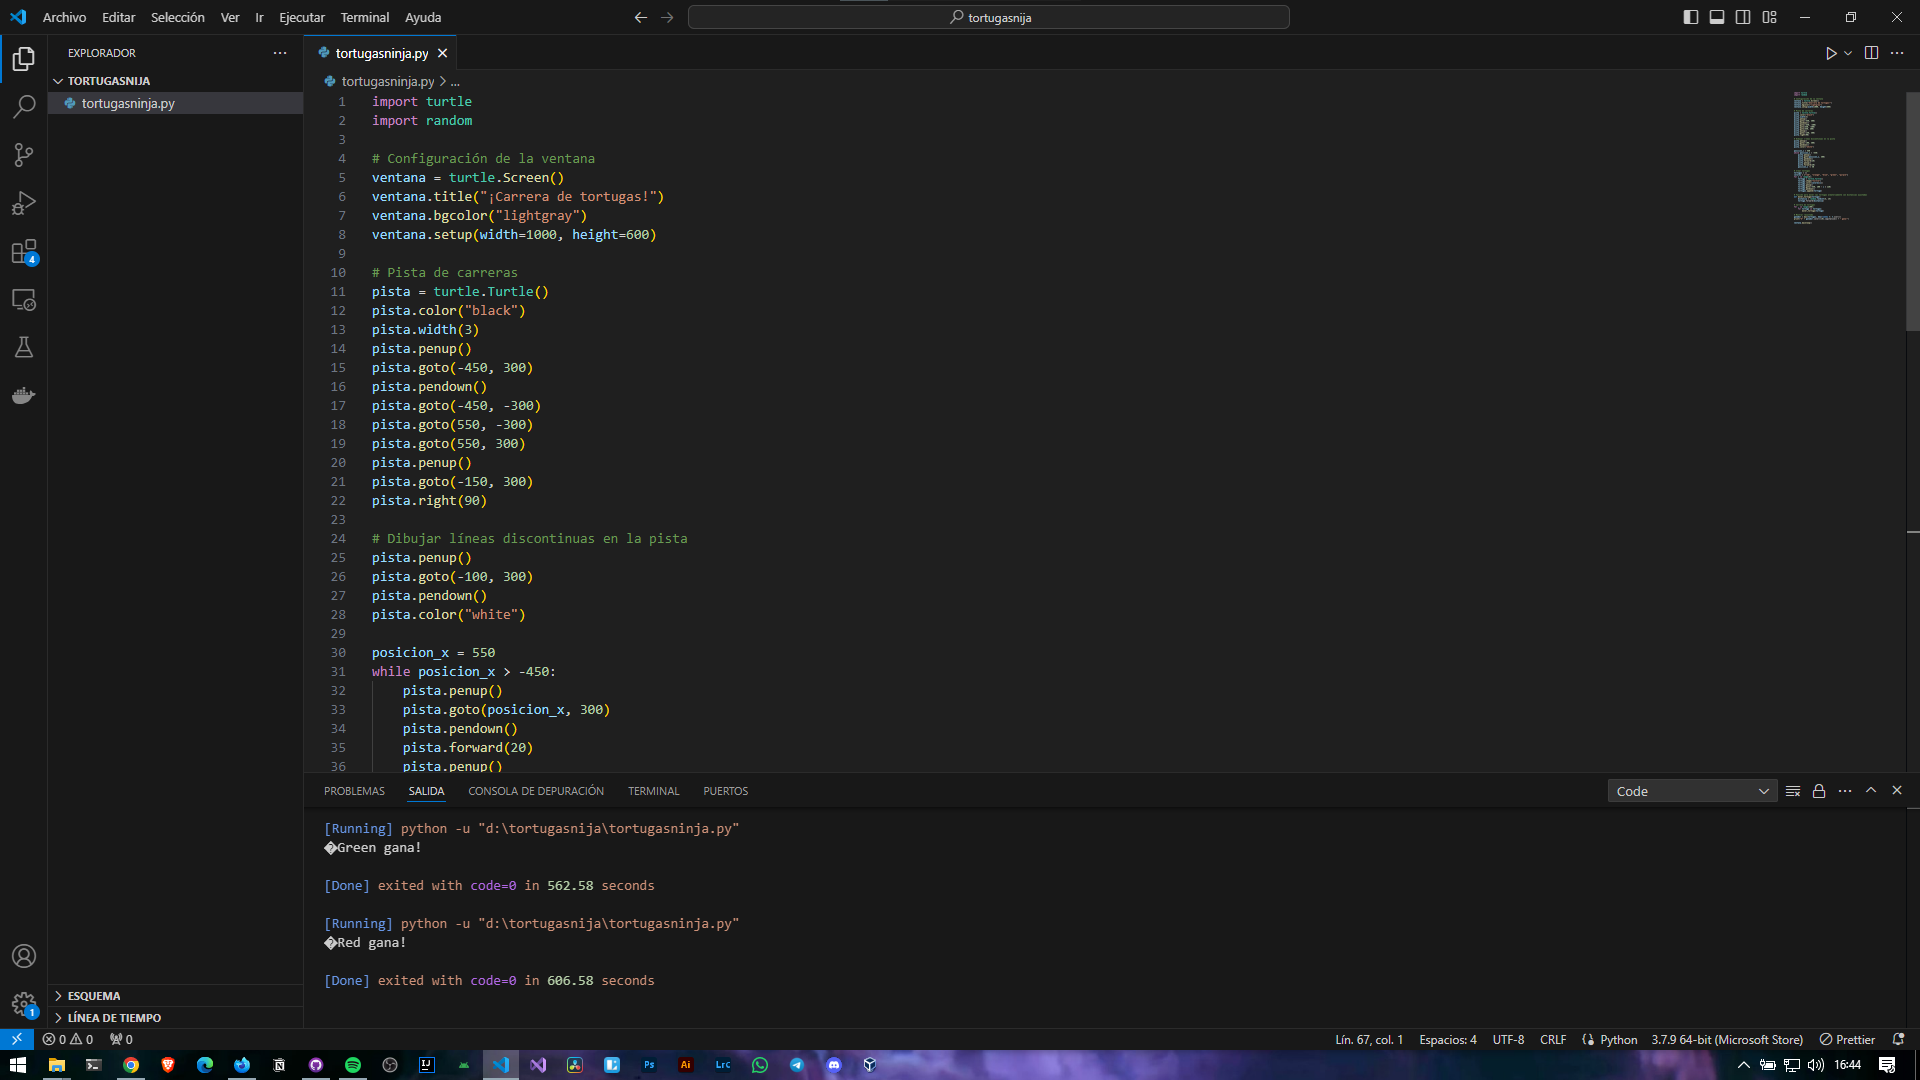 Archivo Editar Selección Ver Ir Ejecutar Terminal Ayuda
tortugasnija
EXPLORADOR
TORTUGASNIJA
tortugasninja.py
tortugasninja.py
tortugasninja.py > ...
1 import turtle
2 import random
3
4 # Configuración de la ventana
5 ventana = turtle.Screen()
6 ventana.title("¡Carrera de tortugas!")
7 ventana.bgcolor("lightgray")
8 ventana.setup(width=1000, height=600)
9
10 # Pista de carreras
11 pista = turtle.Turtle()
12 pista.color("black")
13 pista.width(3)
14 pista.penup()
15 pista.goto(-450, 300)
16 pista.pendown()
17 pista.goto(-450, -300)
18 pista.goto(550, -300)
19 pista.goto(550, 300)
20 pista.penup()
21 pista.goto(-150, 300)
22 pista.right(90)
23
24 # Dibujar líneas discontinuas en la pista
25 pista.penup()
26 pista.goto(-100, 300)
27 pista.pendown()
28 pista.color("white")
29
30 posicion_x = 550
31 while posicion_x > -450:
32 pista.penup()
33 pista.goto(posicion_x, 300)
34 pista.pendown()
35 pista.forward(20)
36 pista.penup()
PROBLEMAS SALIDA CONSOLA DE DEPURACIÓN TERMINAL PUERTOS
Code
[Running] python -u "d:\tortugasnija\tortugasninja.py"
�Green gana!
[Done] exited with code=0 in 562.58 seconds
[Running] python -u "d:\tortugasnija\tortugasninja.py"
�Red gana!
[Done] exited with code=0 in 606.58 seconds
4
1
ESQUEMA
LÍNEA DE TIEMPO
0 0 0
Lín. 67, col. 1 Espacios: 4 UTF-8 CRLF Python 3.7.9 64-bit (Microsoft Store) Prettier
Ps Ai Lrc
16:44